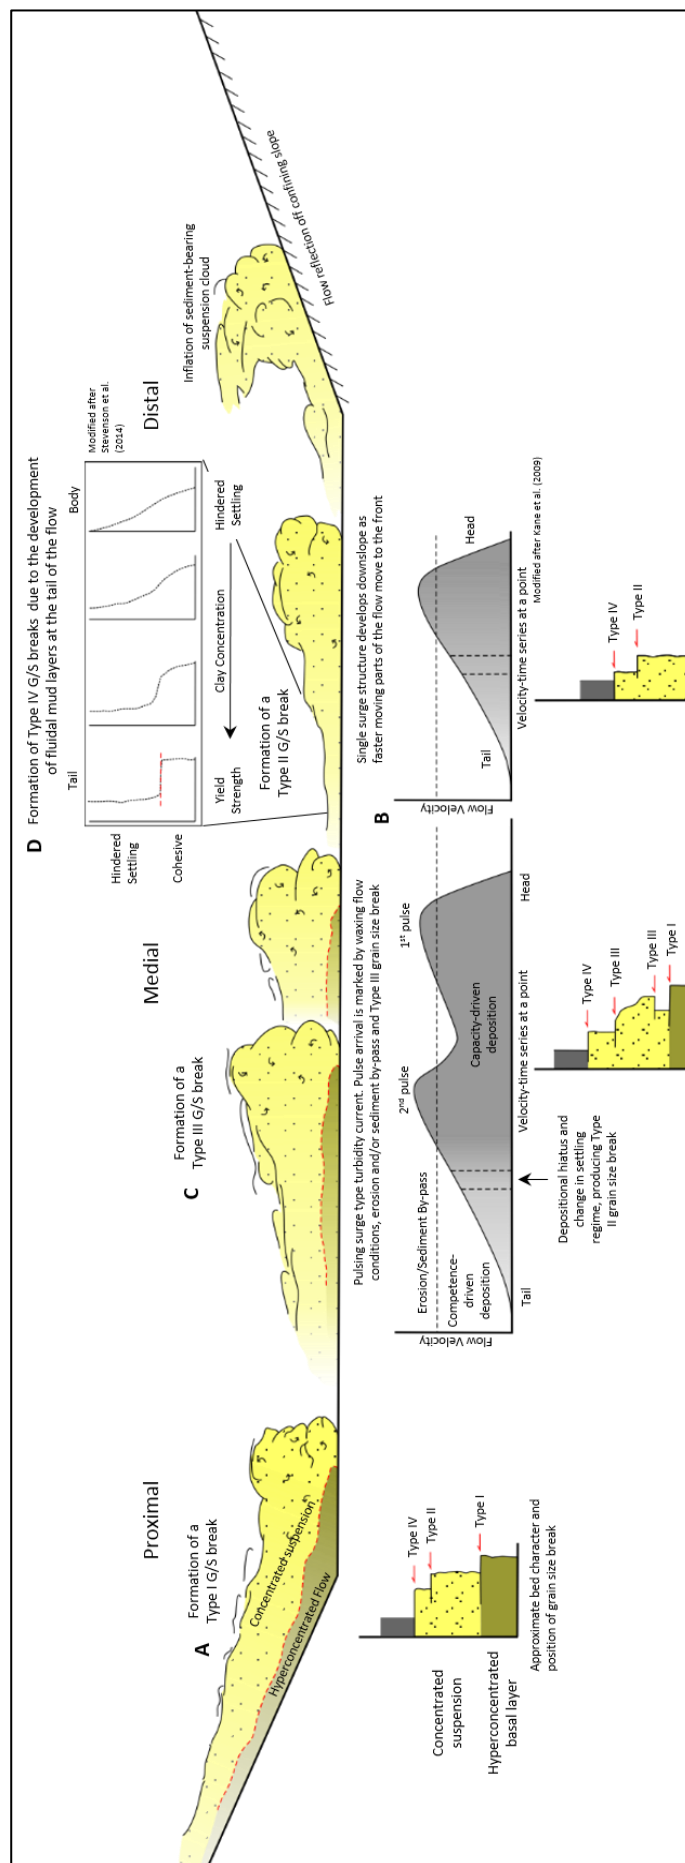 Proximal
Medial
Distal
A
Formation of a
Type I G/S break
Concentrated suspension
Hyperconcentrated Flow
C
Formation of a
Type III G/S break
D
Formation of Type IV G/S breaks due to the development
of fluidal mud layers at the tail of the flow
Tail
Body
Modified after
Stevenson et al.
(2014)
Hindered
Settling
Cohesive
Yield
Strength
Clay Concentration
Hindered
Settling
Formation of a
Type II G/S break
Inflation of sediment-bearing
suspension cloud
Flow reflection off confining slope
Pulsing surge type turbidity current. Pulse arrival is marked by waxing flow
conditions, erosion and/or sediment by-pass and Type III grain size break
B
Single surge structure develops downslope as
faster moving parts of the flow move to the front
Flow Velocity
Erosion/Sediment By-pass
Competence-
driven
deposition
2nd pulse
1st pulse
Capacity-driven
deposition
Tail
Velocity-time series at a point
Head
Depositional hiatus and
change in settling
regime, producing Type
II grain size break
Flow Velocity
Tail
Head
Velocity-time series at a point
Modified after Kane et al. (2009)
Concentrated
suspension
Hyperconcentrated
basal layer
Type IV
Type II
Type I
Approximate bed character and
position of grain size break
Type IV
Type III
Type III
Type I
Type IV
Type II